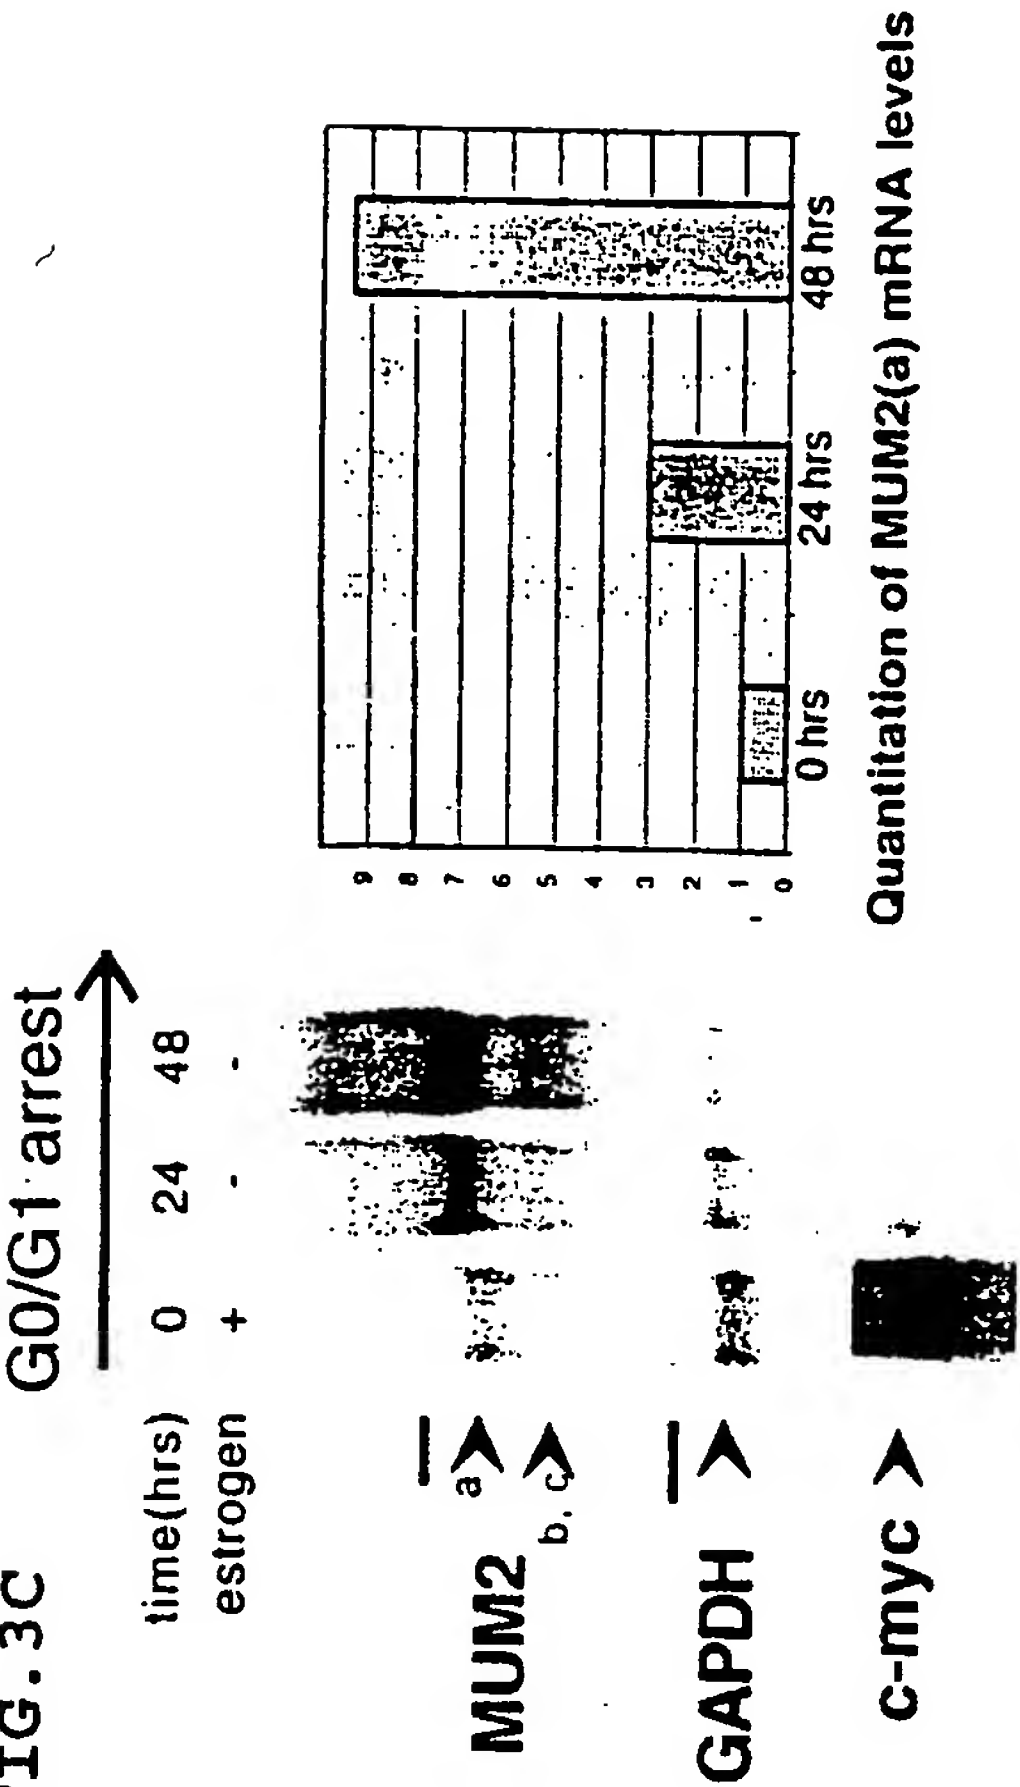 FIG.3C
G0/G1 arrest
time(hrs) 0 24 48
estrogen + - -
MUM2
a
b, c
GAPDH
c-myc
9
8
7
6
5
4
3
2
1
0
0 hrs 24 hrs 48 hrs
Quantitation of MUM2(a) mRNA levels